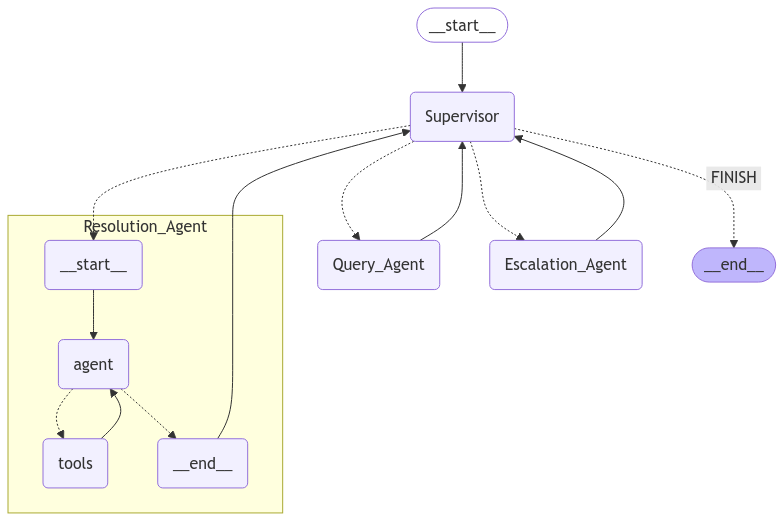 __start__
Supervisor
FINISH
Resolution_Agent
__start__
Query_Agent
Escalation_Agent
__end__
agent
tools
__end__